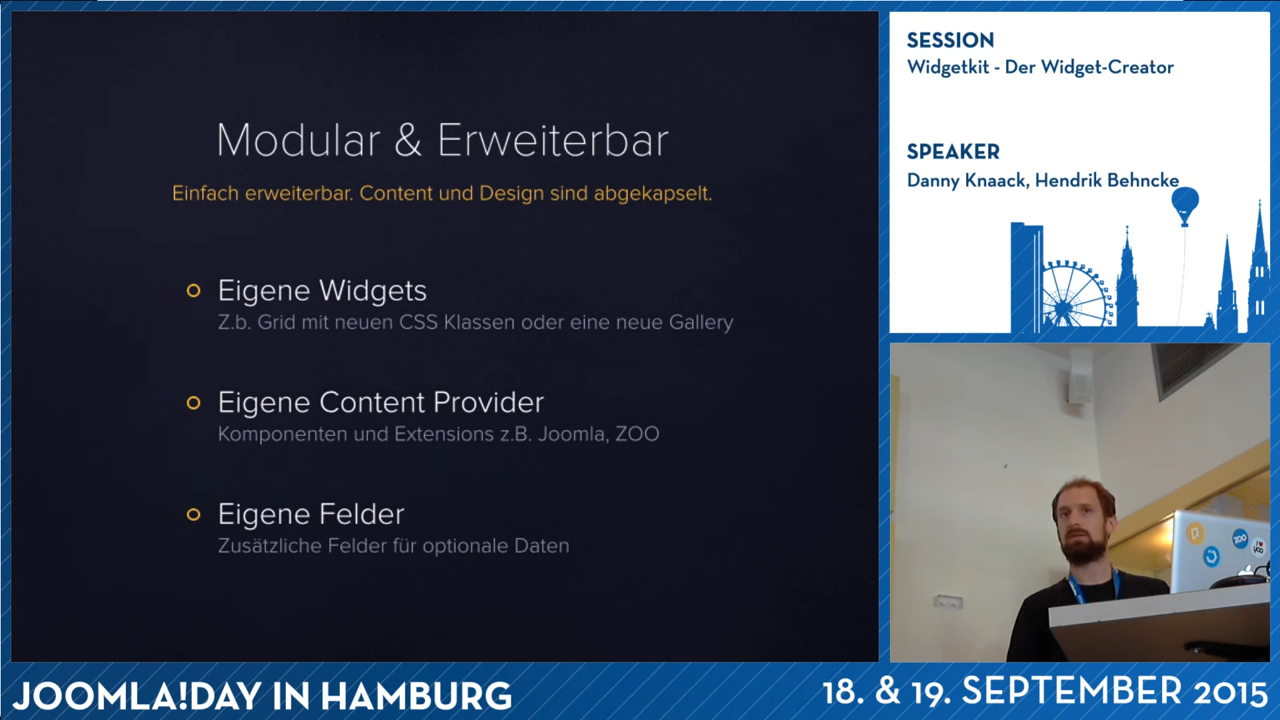 Modular & Erweiterbar
Einfach erweiterbar. Content und Design sind abgekapselt.
Eigene Widgets
Z.b. Grid mit neuen CSS Klassen oder eine neue Gallery
Eigene Content Provider
Komponenten und Extensions z.B. Joomla, ZOO
Eigene Felder
Zusätzliche Felder für optionale Daten
SESSION
Widgetkit - Der Widget-Creator
SPEAKER
Danny Knaack, Hendrik Behncke
ZOO
I
yoo
JOOMLA!DAY IN HAMBURG
18. & 19. SEPTEMBER 2015